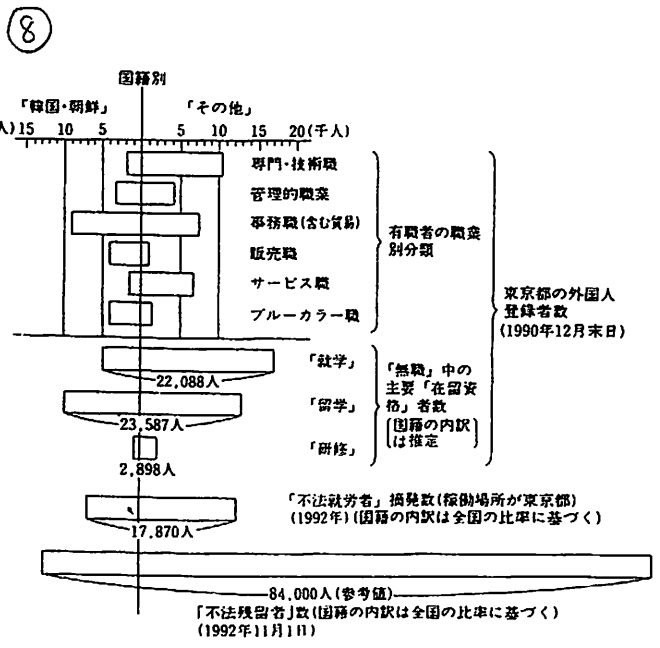 ⑧
国籍別
「韓国・朝鮮」 「その他」
人)15 10 5 5 10 15 20(千人)
専門・技術職
管理的職業
事務職(含む貿易)
販売職
サービス職
ブルーカラー職
有職者の職業
別分類
東京都の外国人
登録者数
(1990年12月末日)
「就学」
22,088人
「留学」
23,587人
「研修」
2,898人
「無職」中の
主要「在留資
格」者数
〔国籍の内訳
は推定〕
「不法就労者」摘発数(稼働場所が東京都)
(1992年)(国籍の内訳は全国の比率に基づく)
17,870人
84,000人(参考値)
「不法残留者」数(国籍の内訳は全国の比率に基づく)
(1992年11月1日)